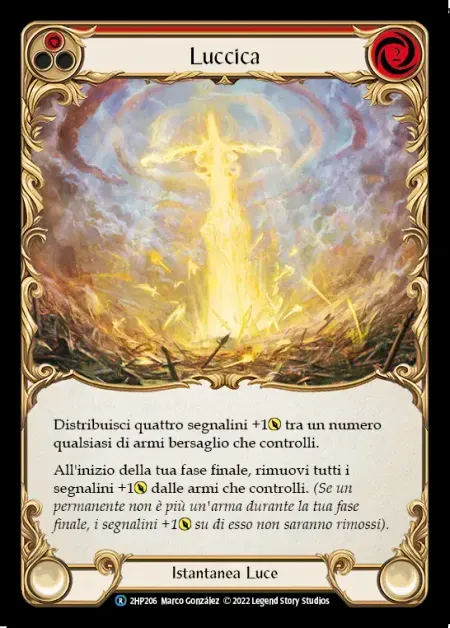 Luccica
2
Distribuisci quattro segnalini +1 tra un numero
qualsiasi di armi bersaglio che controlli.
All'inizio della tua fase finale, rimuovi tutti i
segnalini +1 dalle armi che controlli. (Se un
permanente non è più un'arma durante la tua fase
finale, i segnalini +1 su di esso non saranno rimossi).
Istantanea Luce
R 2HP206 Marco González © 2022 Legend Story Studios